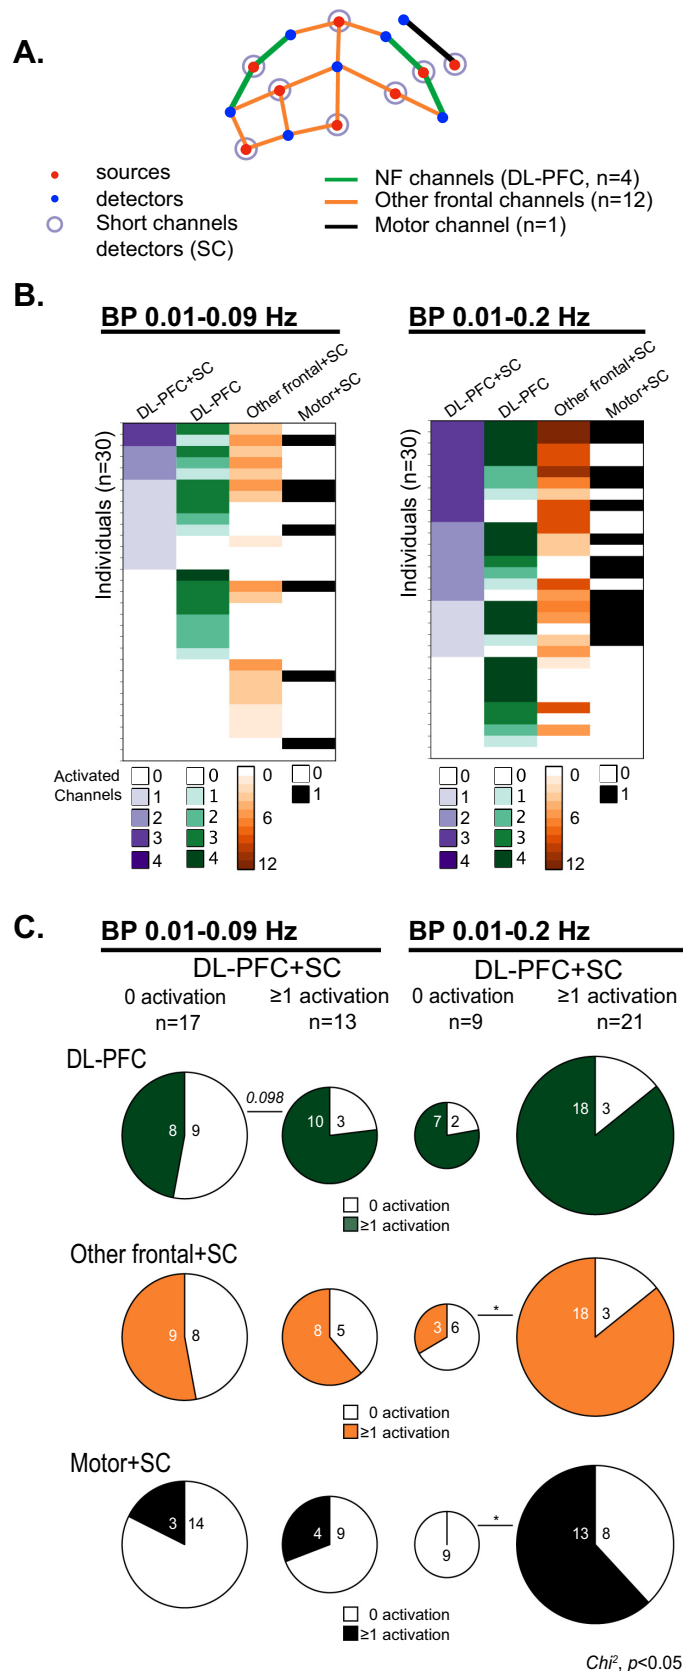 A.
sources
detectors
Short channels
detectors (SC)
NF channels (DL-PFC, n=4)
Other frontal channels (n=12)
Motor channel (n=1)
B.
BP 0.01-0.09 Hz
BP 0.01-0.2 Hz
DL-PFC+SC
DL-PFC
Other frontal+SC
Motor+SC
DL-PFC+SC
DL-PFC
Other frontal+SC
Motor+SC
Individuals (n=30)
Individuals (n=30)
Activated
Channels
0
1
2
3
4
0
1
2
3
4
0
6
12
0
1
0
1
2
3
4
0
1
2
3
4
0
6
12
0
1
C.
BP 0.01-0.09 Hz
BP 0.01-0.2 Hz
DL-PFC+SC
DL-PFC+SC
0 activation
n=17
≥1 activation
n=13
0 activation
n=9
≥1 activation
n=21
DL-PFC
8 9
0.098
10 3
7 2
18 3
0 activation
≥1 activation
Other frontal+SC
9 8
8 5
3 6
*
18 3
0 activation
≥1 activation
Motor+SC
3 14
4 9
9
*
13 8
0 activation
≥1 activation
Chi², p<0.05